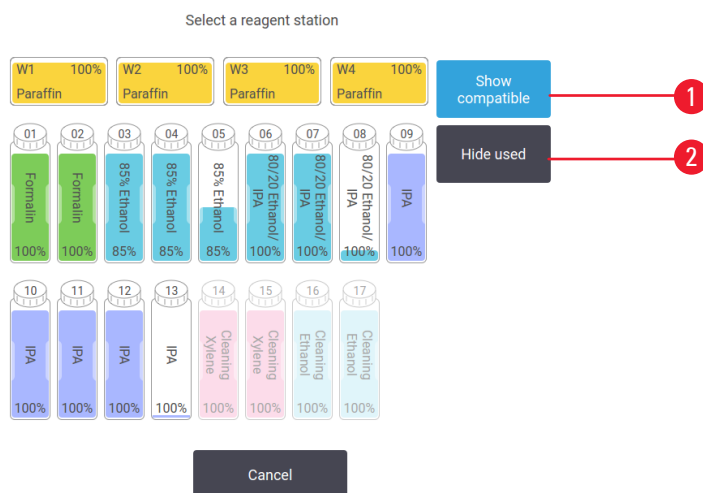 Select a reagent station
W1 100%
Paraffin
W2 100%
Paraffin
W3 100%
Paraffin
W4 100%
Paraffin
Show
compatible
1
Hide used
2
01
Formalin
100%
02
Formalin
100%
03
85% Ethanol
85%
04
85% Ethanol
85%
05
85% Ethanol
85%
06
80/20 Ethanol/
IPA
100%
07
80/20 Ethanol/
IPA
100%
08
80/20 Ethanol/
IPA
100%
09
IPA
100%
10
IPA
100%
11
IPA
100%
12
IPA
100%
13
IPA
100%
14
Cleaning
Xylene
100%
15
Cleaning
Xylene
100%
16
Cleaning
Ethanol
100%
17
Cleaning
Ethanol
100%
Cancel